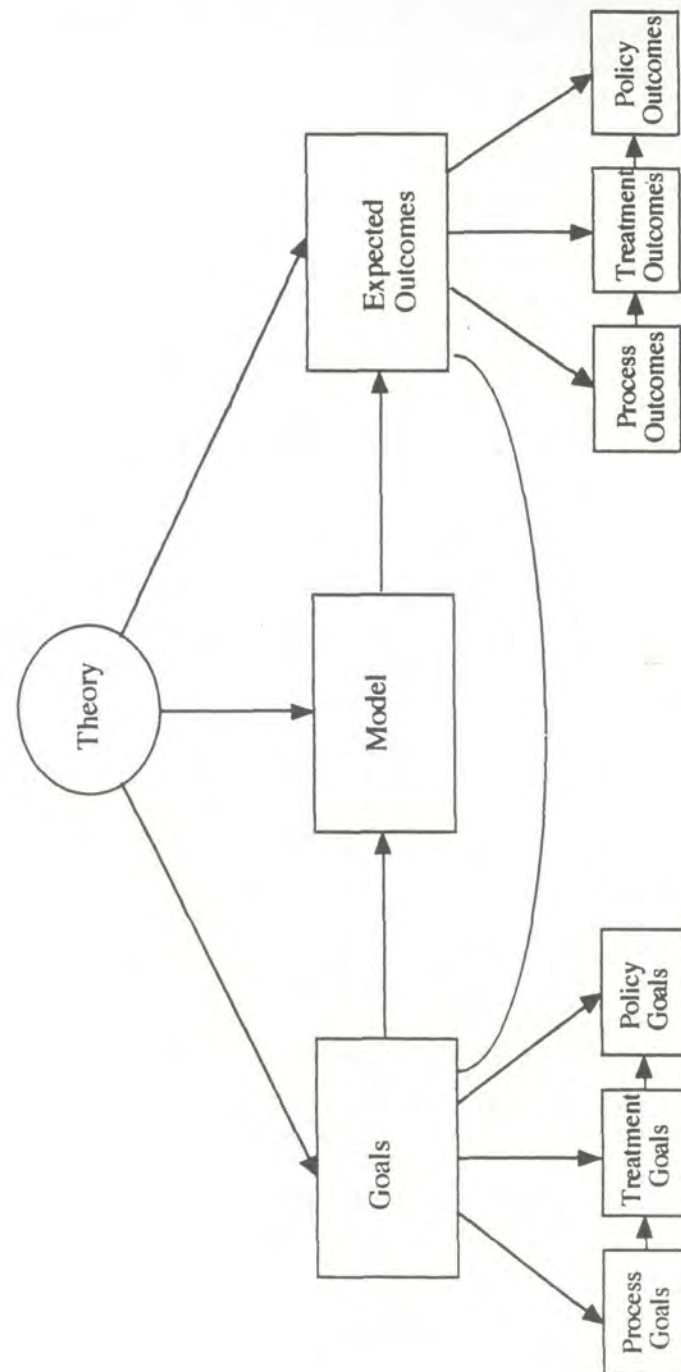 Theory
Goals
Model
Expected
Outcomes
Process
Goals
Treatment
Goals
Policy
Goals
Process
Outcomes
Treatment
Outcomes
Policy
Outcomes